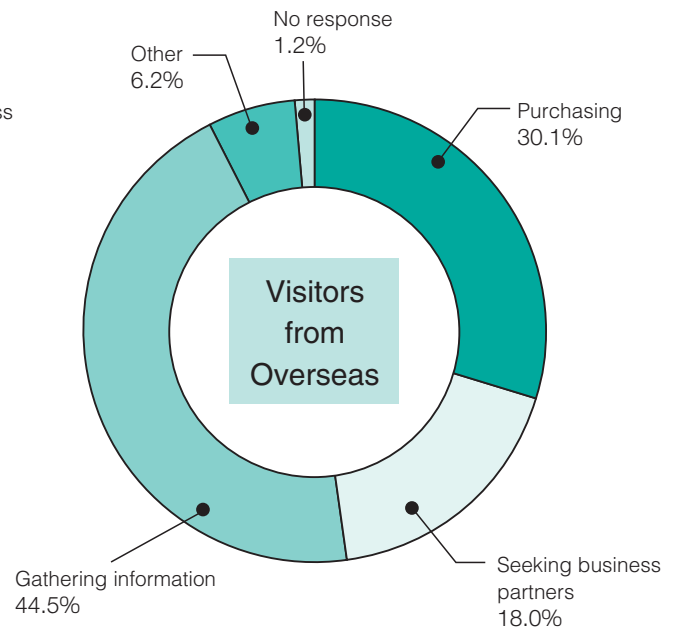 No response
1.2%
Other
6.2%
ss
Purchasing
30.1%
Visitors
from
Overseas
Gathering information
44.5%
Seeking business
partners
18.0%